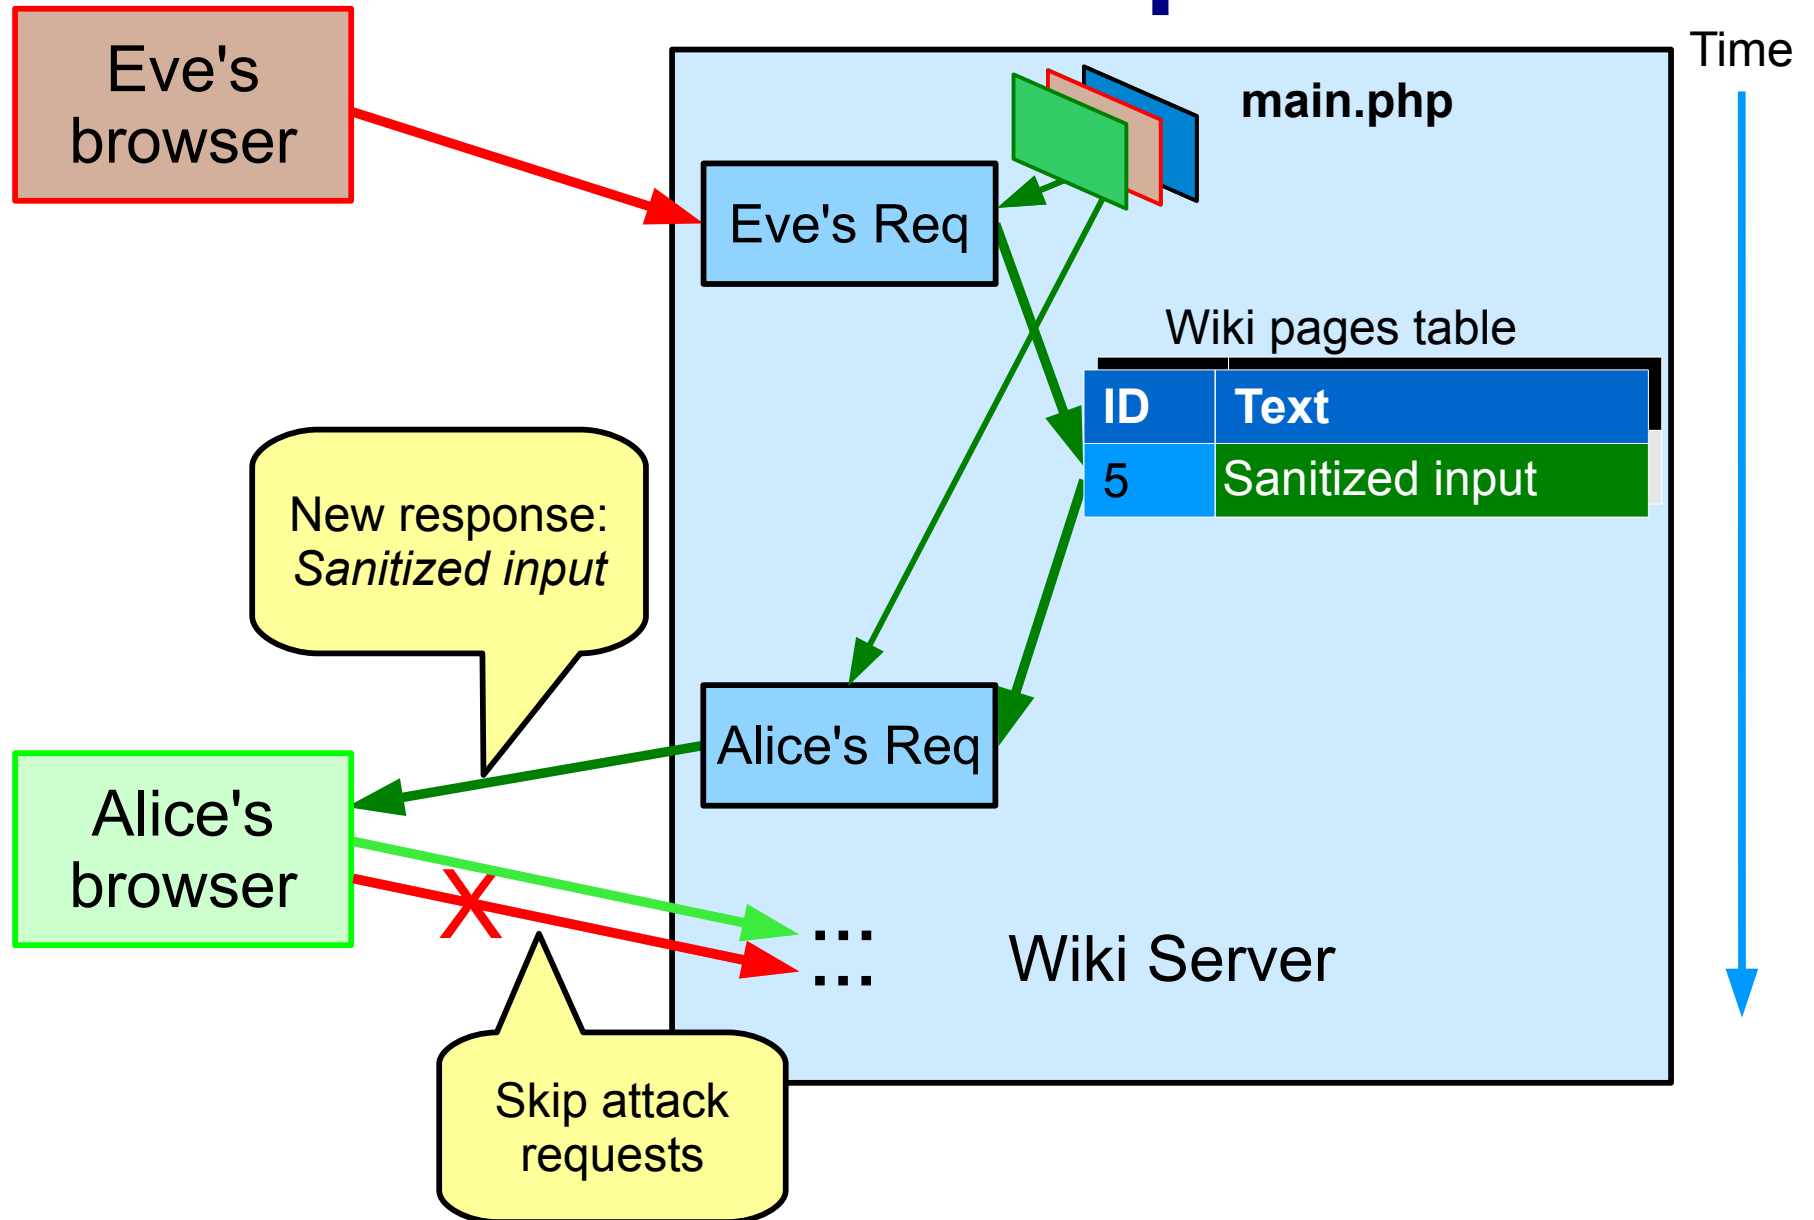 Time
Eve's
browser
main.php
Eve's Req
Wiki pages table
ID Text
5 Sanitized input
New response:
Sanitized input
Alice's Req
Alice's
browser
X
...
...
Wiki Server
Skip attack
requests